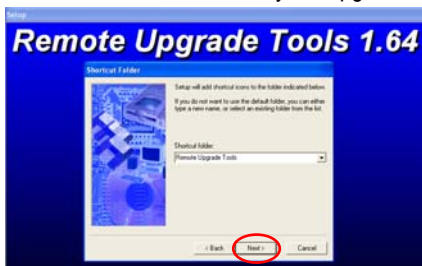 Setup
Remote Upgrade Tools 1.64
Shortcut Folder
Setup will add shortcut icons to the folder indicated below.
If you do not want to use the default folder, you can either
type a new name, or select an existing folder from the list.
Shortcut folder:
Remote Upgrade Tools
< Back
Next >
Cancel